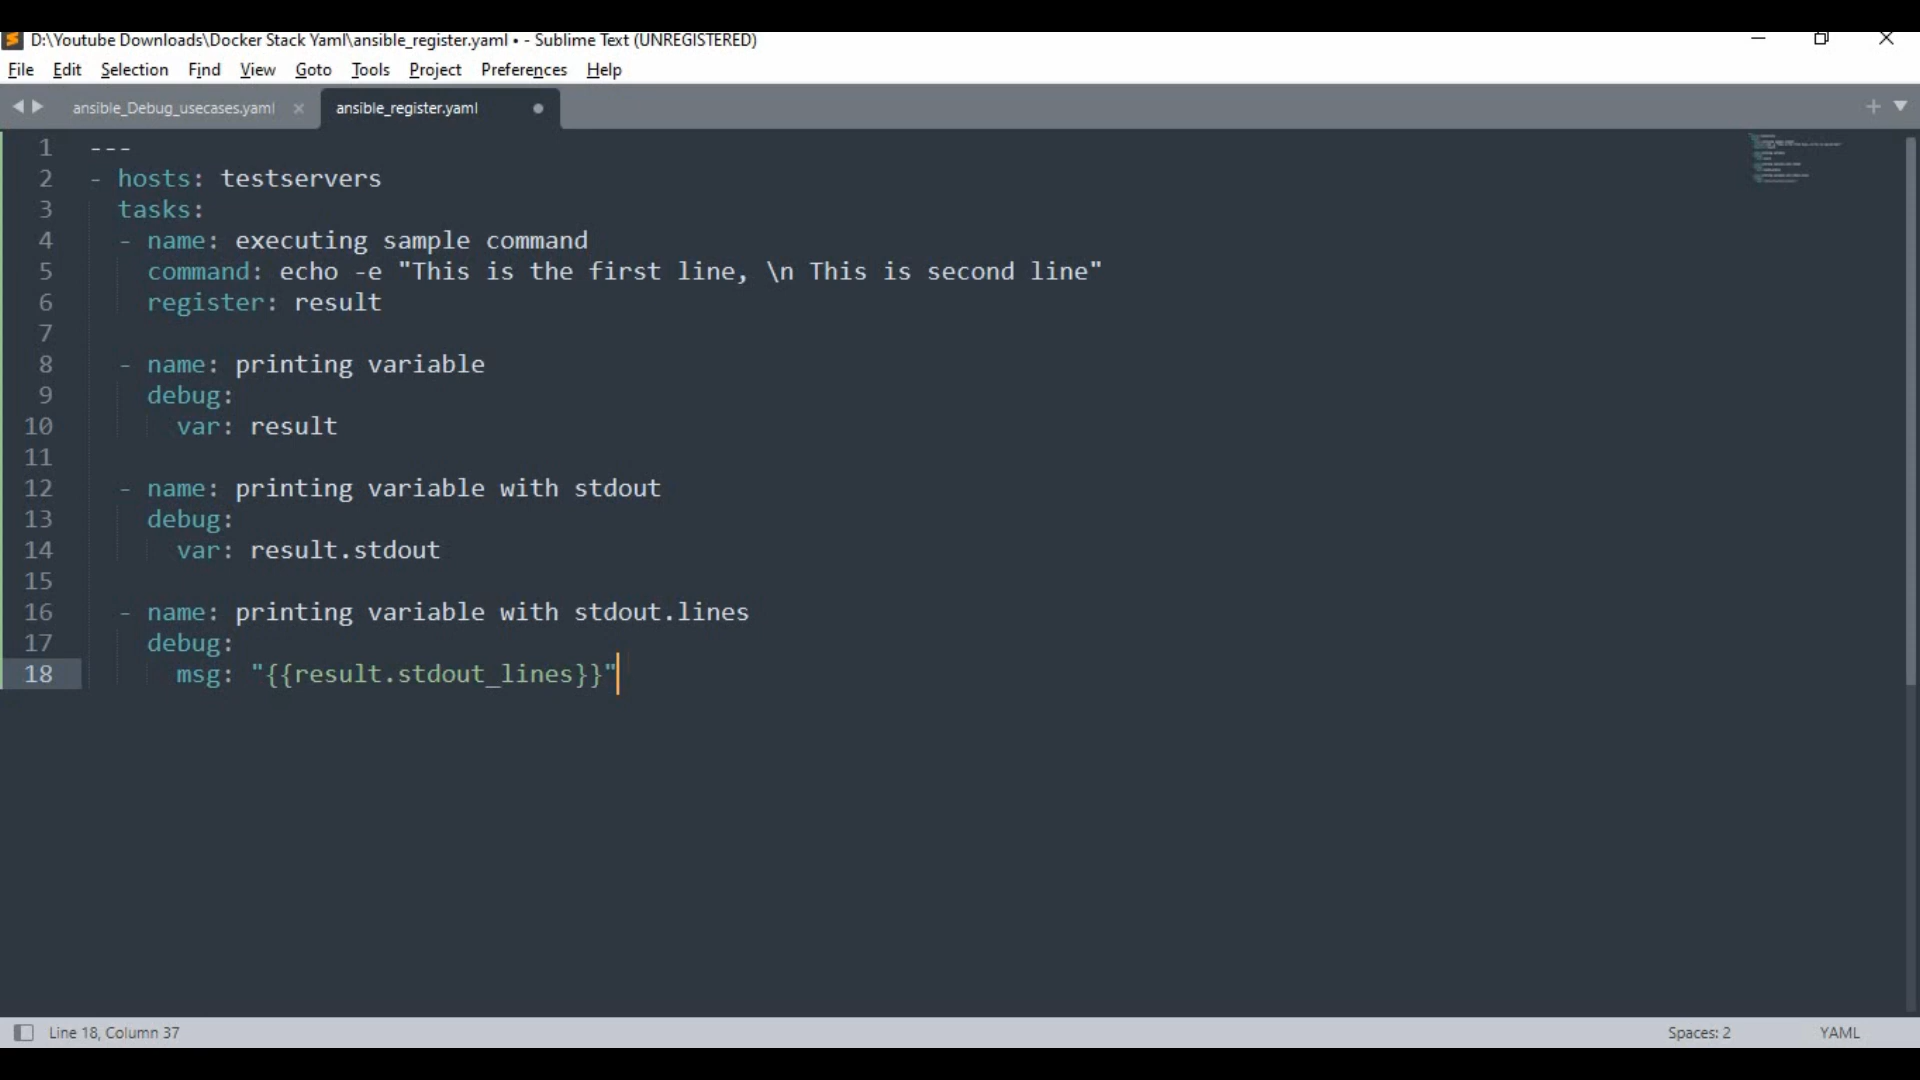 D:\Youtube Downloads\Docker Stack Yaml\ansible_register.yaml • - Sublime Text (UNREGISTERED)
File Edit Selection Find View Goto Tools Project Preferences Help
ansible_Debug_usecases.yaml ansible_register.yaml
1 ---
2 - hosts: testservers
3 tasks:
4 - name: executing sample command
5 command: echo -e "This is the first line, \n This is second line"
6 register: result
7
8 - name: printing variable
9 debug:
10 var: result
11
12 - name: printing variable with stdout
13 debug:
14 var: result.stdout
15
16 - name: printing variable with stdout.lines
17 debug:
18 msg: "{{result.stdout_lines}}"
Line 18, Column 37 Spaces: 2 YAML